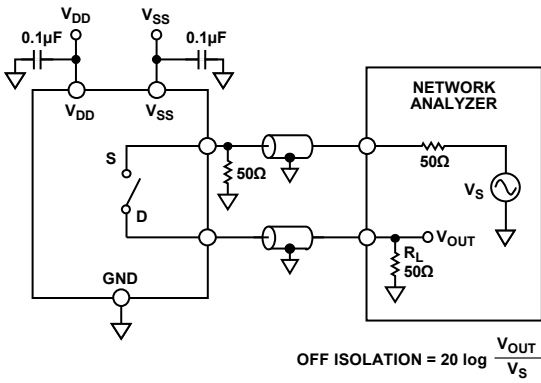 VDD
VSS
0.1µF
0.1µF
VDD
VSS
NETWORK
ANALYZER
S
50Ω
50Ω
VS
D
VOUT
RL
50Ω
GND
OFF ISOLATION = 20 log VOUT
VS